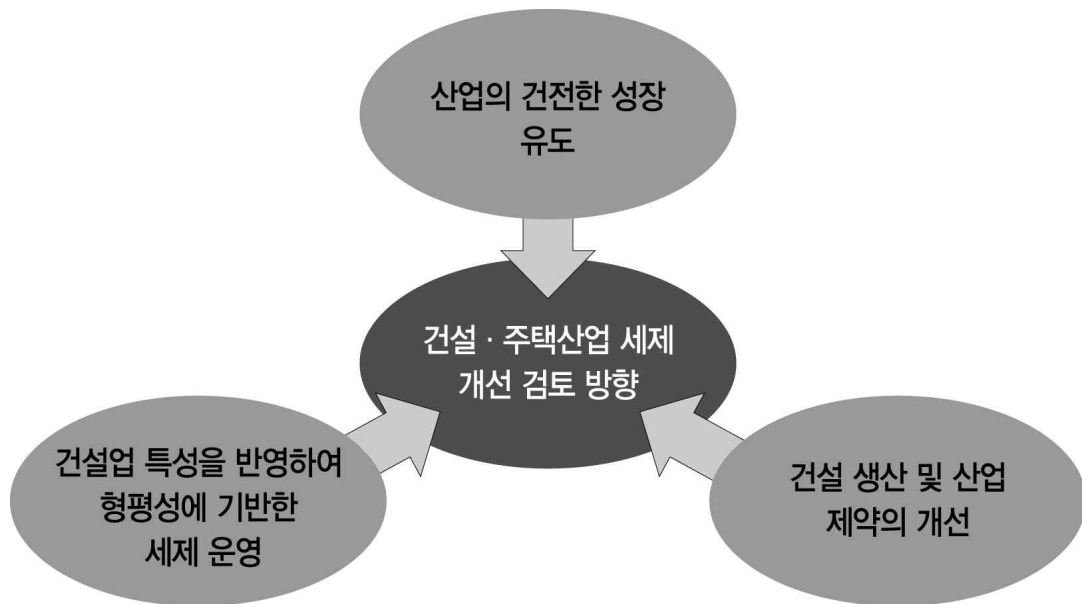 산업의 건전한 성장
유도
건설 · 주택산업 세제
개선 검토 방향
건설업 특성을 반영하여
형평성에 기반한
세제 운영
건설 생산 및 산업
제약의 개선